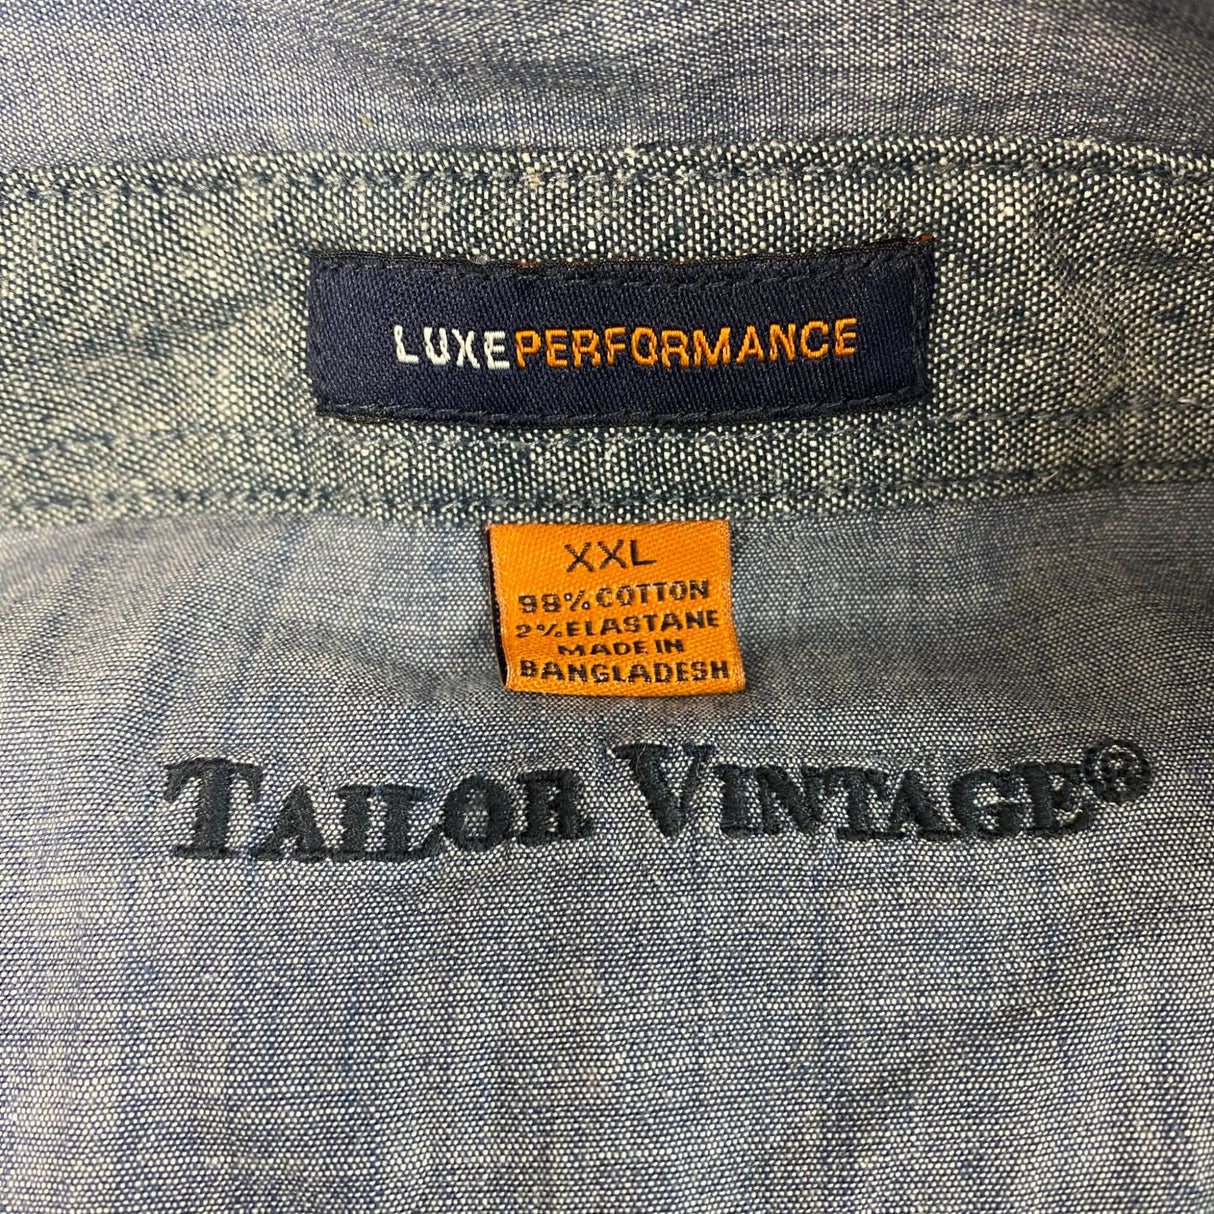 LUXEPERFORMANCE
XXL
98% COTTON
2% ELASTANE
MADE IN
BANGLADESH
TAILOR VINTAGE®